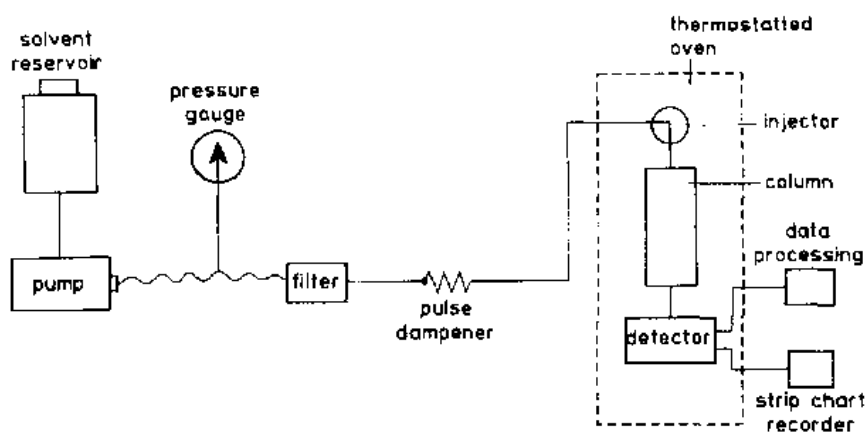 solvent
reservoir
pressure
gauge
thermostatted
oven
injector
column
data
processing
pump
filter
pulse
dampener
detector
strip chart
recorder